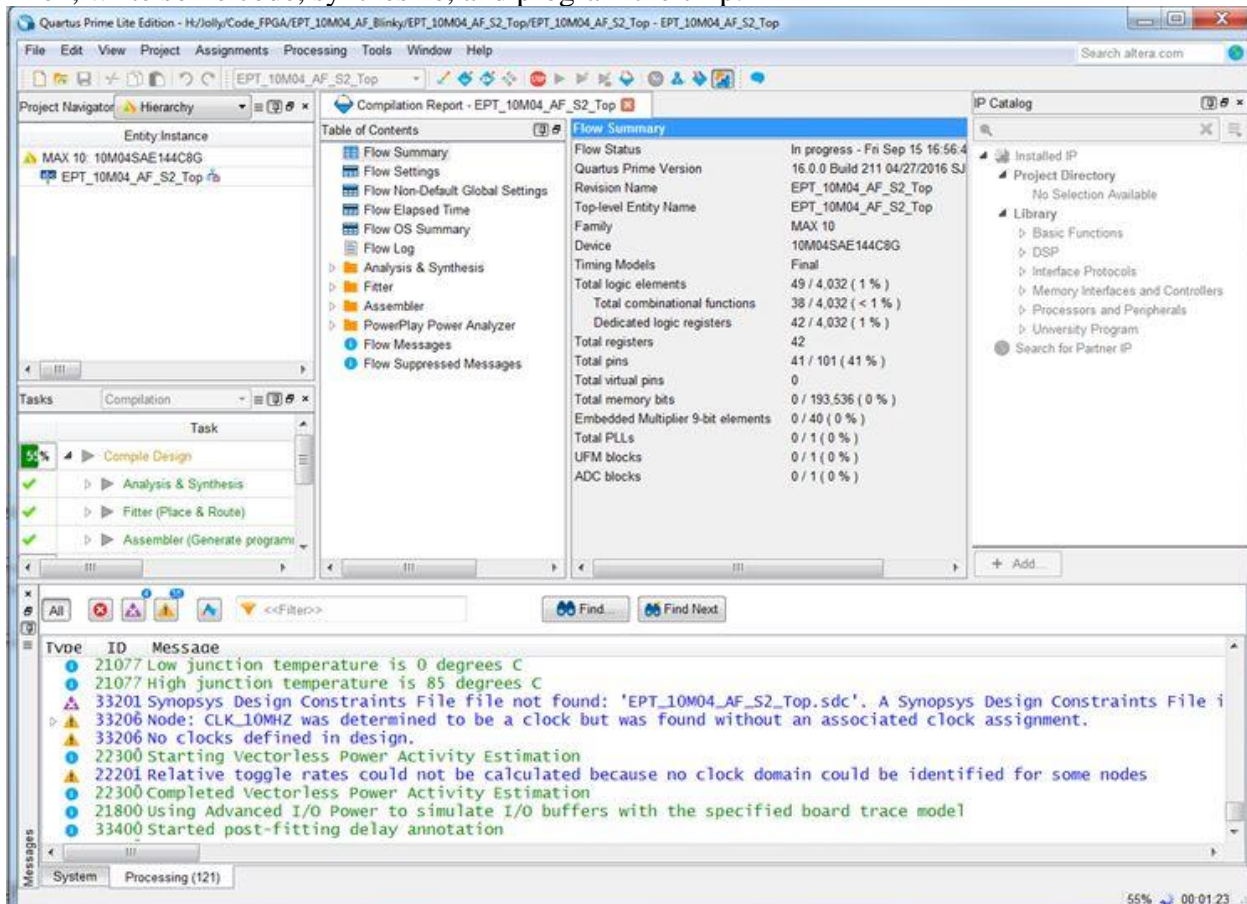 Quartus Prime Lite Edition - H:/Jolly/Code_FPGA/EPT_10M04_AF_Blinky/EPT_10M04_AF_S2_Top/EPT_10M04_AF_S2_Top - EPT_10M04_AF_S2_Top
File Edit View Project Assignments Processing Tools Window Help
Search altera.com
EPT_10M04_AF_S2_Top
Project Navigator Hierarchy
Compilation Report - EPT_10M04_AF_S2_Top
IP Catalog
Entity:Instance
MAX 10: 10M04SAE144C8G
EPT_10M04_AF_S2_Top
Table of Contents
Flow Summary
Flow Settings
Flow Non-Default Global Settings
Flow Elapsed Time
Flow OS Summary
Flow Log
Analysis & Synthesis
Fitter
Assembler
PowerPlay Power Analyzer
Flow Messages
Flow Suppressed Messages
Flow Summary
Flow Status In progress - Fri Sep 15 16:56:4
Quartus Prime Version 16.0.0 Build 211 04/27/2016 SJ
Revision Name EPT_10M04_AF_S2_Top
Top-level Entity Name EPT_10M04_AF_S2_Top
Family MAX 10
Device 10M04SAE144C8G
Timing Models Final
Total logic elements 49 / 4,032 ( 1 % )
Total combinational functions 38 / 4,032 ( < 1 % )
Dedicated logic registers 42 / 4,032 ( 1 % )
Total registers 42
Total pins 41 / 101 ( 41 % )
Total virtual pins 0
Total memory bits 0 / 193,536 ( 0 % )
Embedded Multiplier 9-bit elements 0 / 40 ( 0 % )
Total PLLs 0 / 1 ( 0 % )
UFM blocks 0 / 1 ( 0 % )
ADC blocks 0 / 1 ( 0 % )
Installed IP
Project Directory
No Selection Available
Library
Basic Functions
DSP
Interface Protocols
Memory Interfaces and Controllers
Processors and Peripherals
University Program
Search for Partner IP
+ Add...
Tasks Compilation
Task
55% Compile Design
Analysis & Synthesis
Fitter (Place & Route)
Assembler (Generate programi
All <<Filter>> Find... Find Next
Type ID Message
21077 Low junction temperature is 0 degrees C
21077 High junction temperature is 85 degrees C
33201 Synopsys Design Constraints File file not found: 'EPT_10M04_AF_S2_Top.sdc'. A Synopsys Design Constraints File i
33206 Node: CLK_10MHZ was determined to be a clock but was found without an associated clock assignment.
33206 No clocks defined in design.
22300 Starting Vectorless Power Activity Estimation
22201 Relative toggle rates could not be calculated because no clock domain could be identified for some nodes
22300 Completed Vectorless Power Activity Estimation
21800 Using Advanced I/O Power to simulate I/O buffers with the specified board trace model
33400 Started post-fitting delay annotation
Messages
System Processing (121)
55% 00:01:23